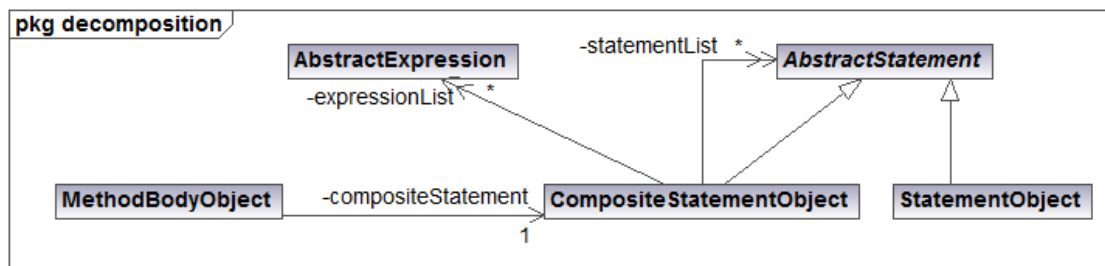 pkg decomposition
-statementList *
AbstractExpression
AbstractStatement
-expressionList *
MethodBodyObject
-compositeStatement
1
CompositeStatementObject
StatementObject